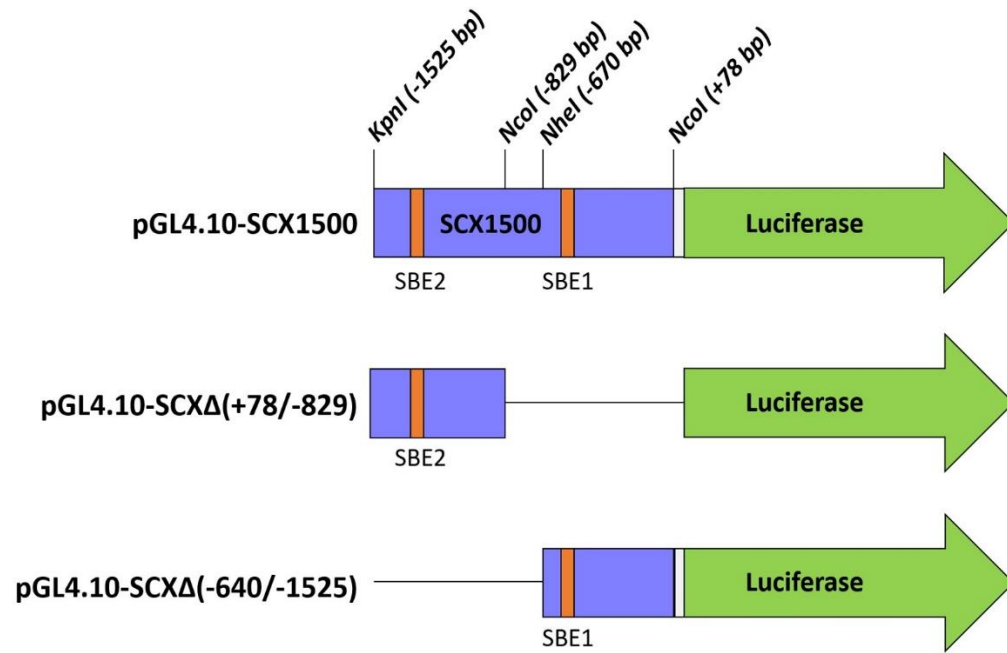 KpnI (-1525 bp)
NcoI (-829 bp)
NheI (-670 bp)
NcoI (+78 bp)
pGL4.10-SCX1500
SCX1500
Luciferase
SBE2
SBE1
pGL4.10-SCXΔ(+78/-829)
Luciferase
SBE2
pGL4.10-SCXΔ(-640/-1525)
Luciferase
SBE1